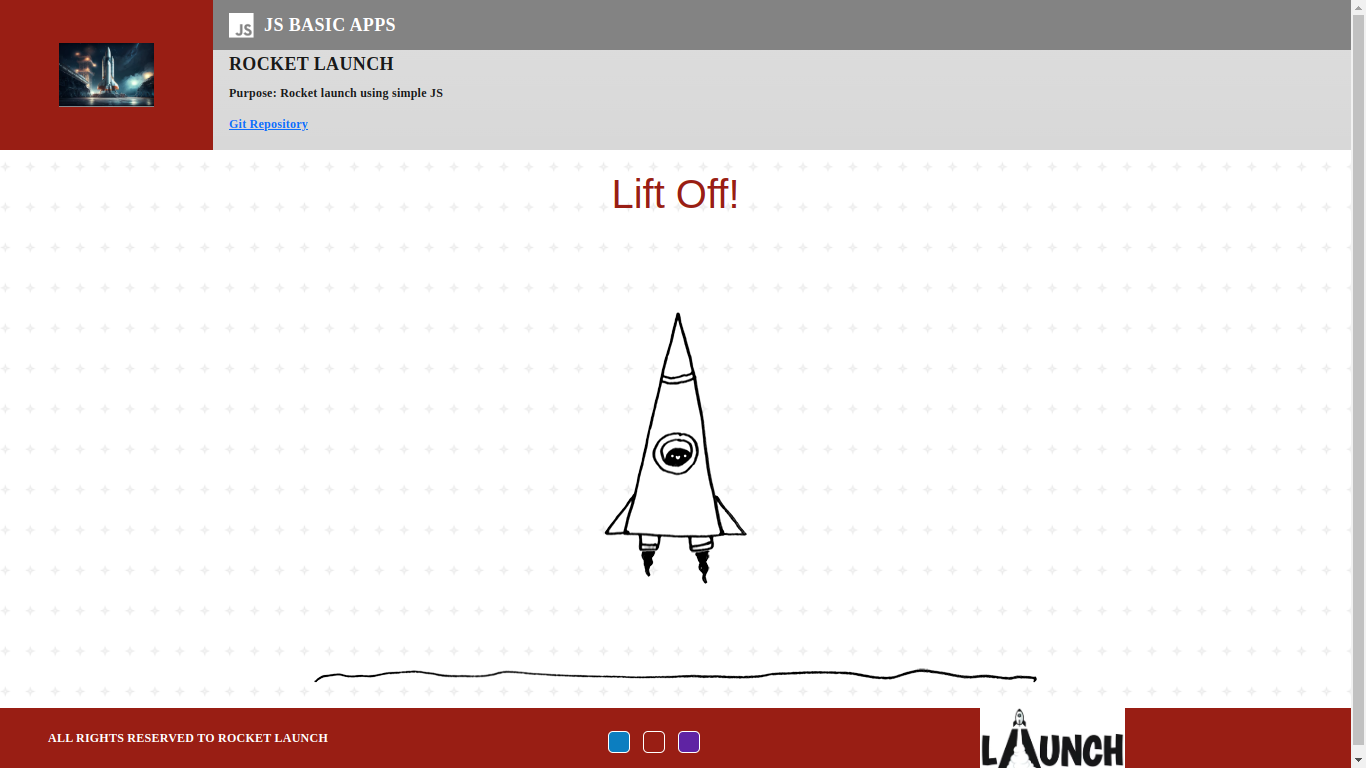 JS
JS BASIC APPS
ROCKET LAUNCH
Purpose: Rocket launch using simple JS
Git Repository
Lift Off!
ALL RIGHTS RESERVED TO ROCKET LAUNCH
LAUNCH